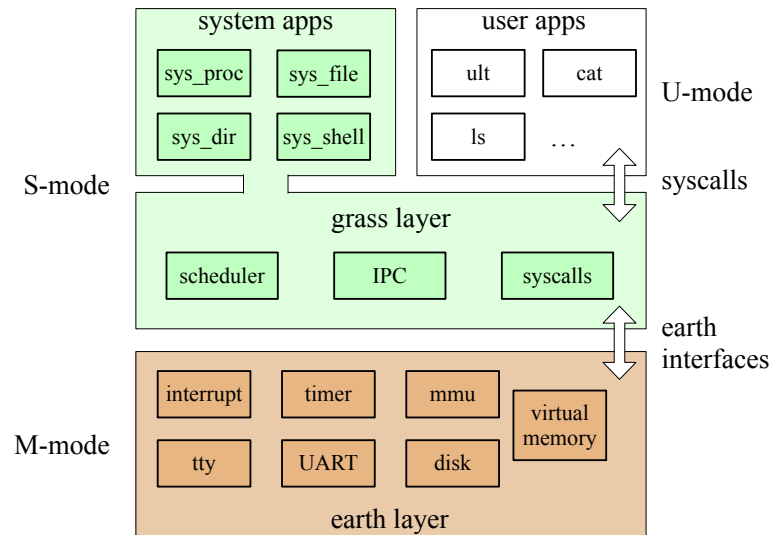 system apps
user apps
sys_proc
sys_file
ult
cat
U-mode
sys_dir
sys_shell
ls
...
S-mode
syscalls
grass layer
scheduler
IPC
syscalls
earth
interfaces
interrupt
timer
mmu
virtual
memory
M-mode
tty
UART
disk
earth layer